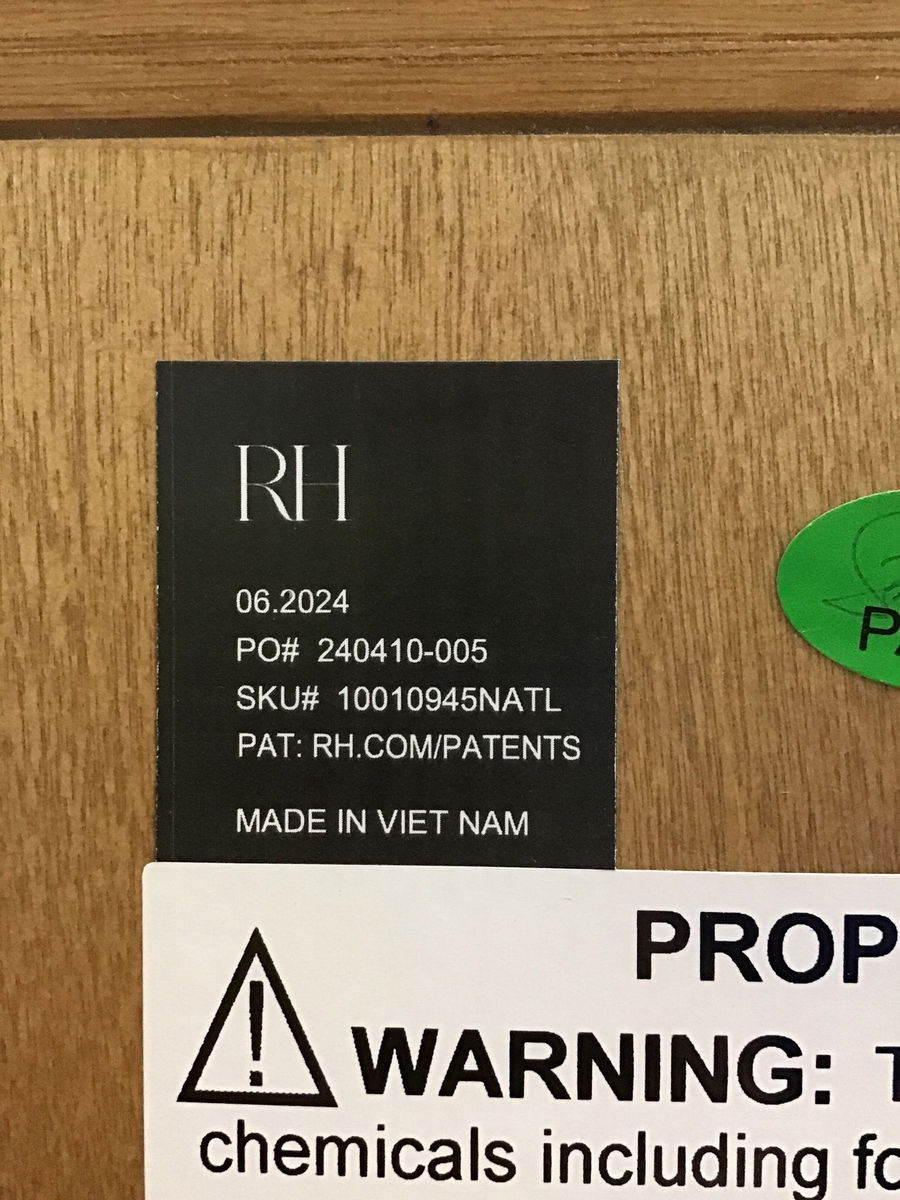 RH
06.2024
PO# 240410-005
SKU# 10010945NATL
PAT: RH.COM/PATENTS
MADE IN VIET NAM
WARNING:
chemicals including